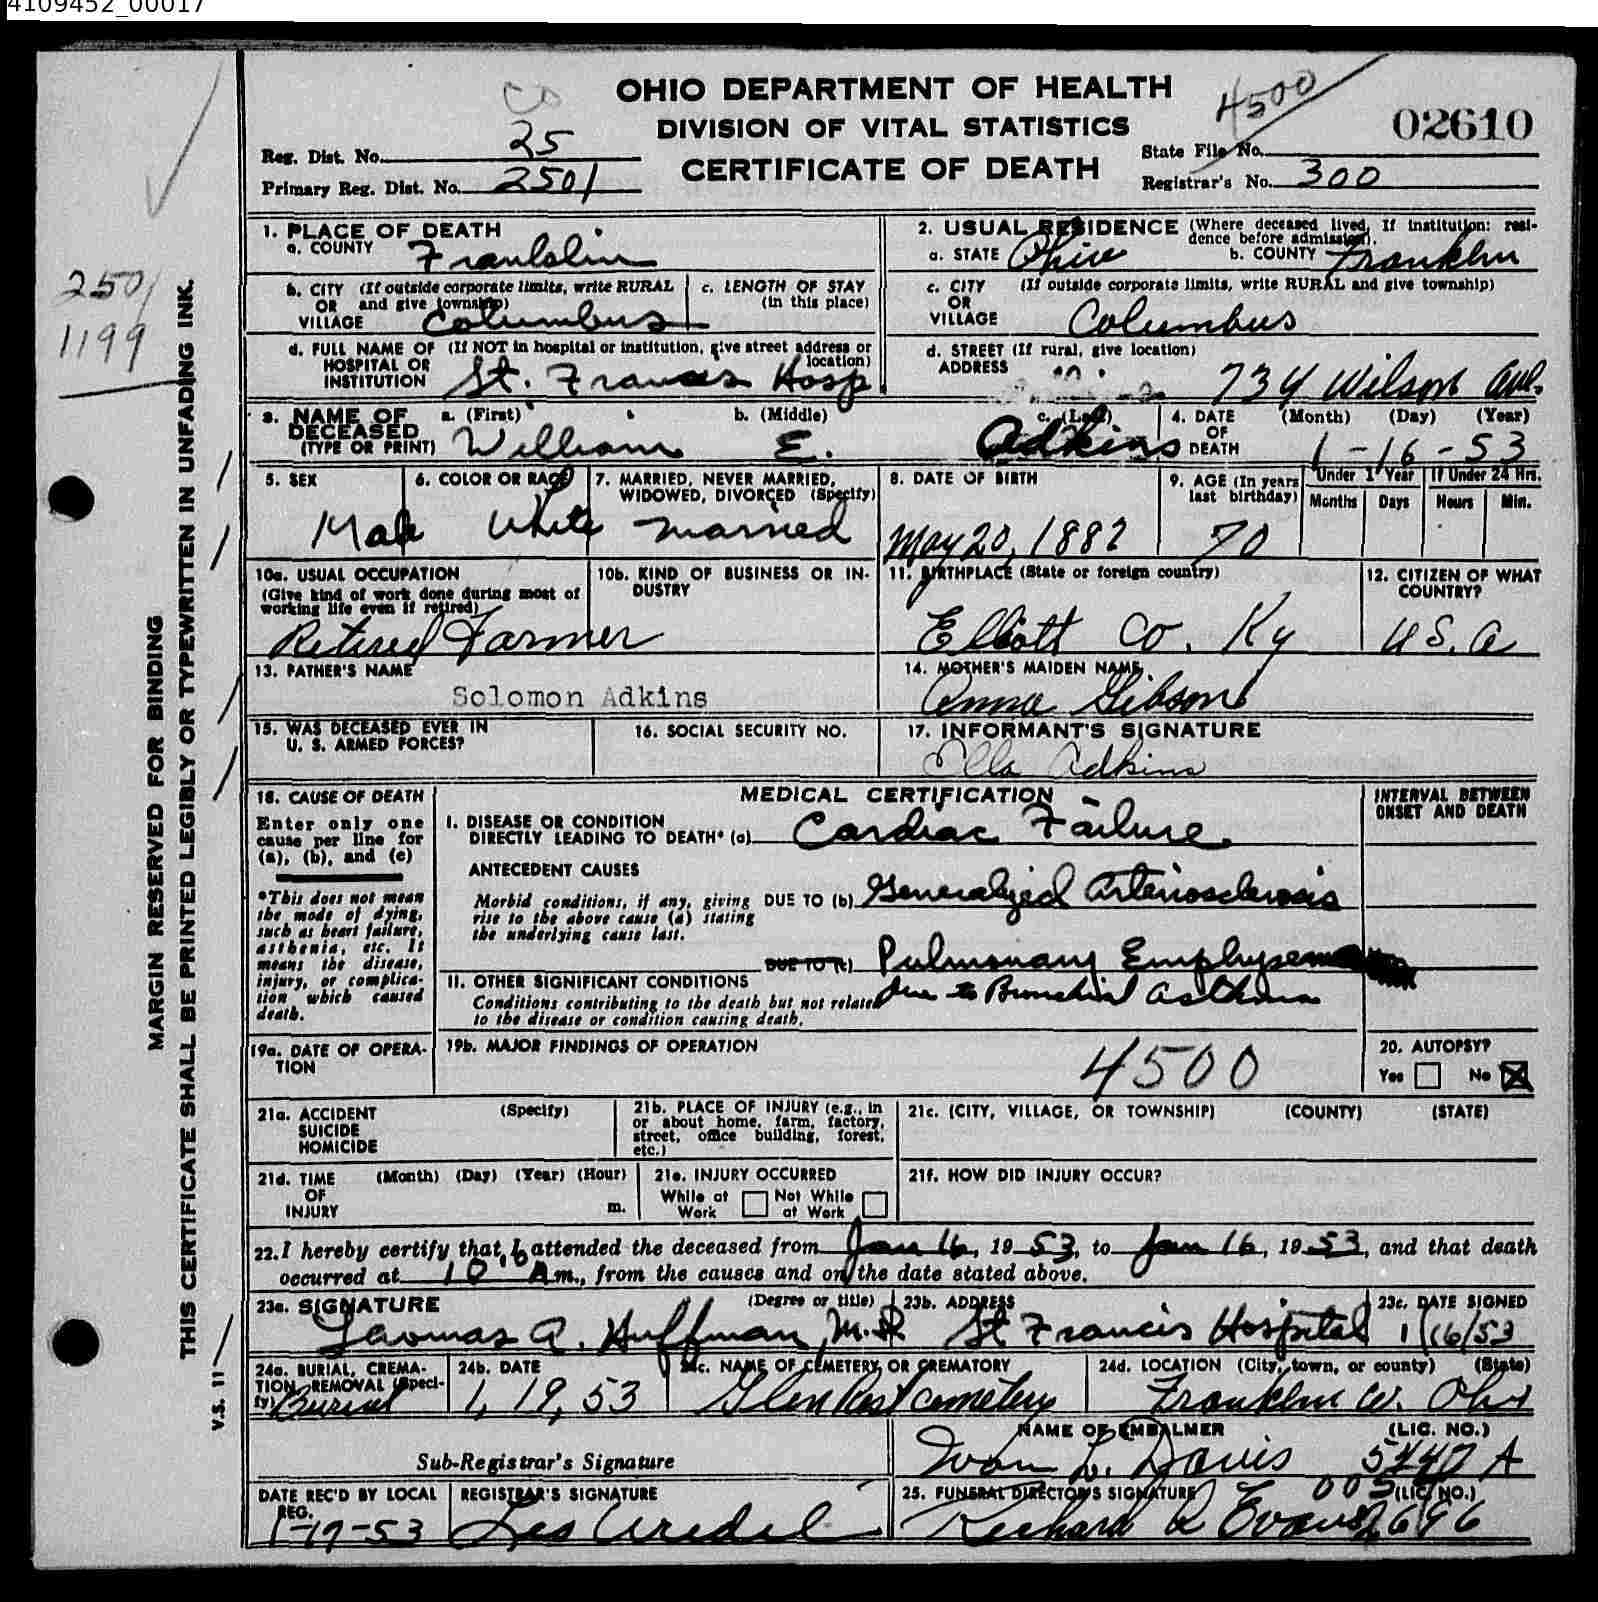 4109452_00017
OHIO DEPARTMENT OF HEALTH
DIVISION OF VITAL STATISTICS
CERTIFICATE OF DEATH
Reg. Dist. No. 25
Primary Reg. Dist. No. 2501
4500
02610
State File No.
Registrar's No. 300
2501
1199
MARGIN RESERVED FOR BINDING
THIS CERTIFICATE SHALL BE PRINTED LEGIBLY OR TYPEWRITTEN IN UNFADING INK.
V.S. 11
1. PLACE OF DEATH
a. COUNTY Franklin
b. CITY (If outside corporate limits, write RURAL
OR and give township)
VILLAGE Columbus
c. LENGTH OF STAY
(in this place)
d. FULL NAME OF (If NOT in hospital or institution, give street address or
HOSPITAL OR location)
INSTITUTION St. Francis Hosp
2. USUAL RESIDENCE (Where deceased lived. If institution: resi-
dence before admission).
a. STATE Ohio b. COUNTY Franklin
c. CITY (If outside corporate limits, write RURAL and give township)
OR
VILLAGE Columbus
d. STREET (If rural, give location)
ADDRESS 734 Wilson Ave.
3. NAME OF a. (First) b. (Middle) c. (Last)
DECEASED
(TYPE OR PRINT) William E. Adkins
4. DATE (Month) (Day) (Year)
OF
DEATH 1-16-53
5. SEX
Male
6. COLOR OR RACE
White
7. MARRIED, NEVER MARRIED,
WIDOWED, DIVORCED (Specify)
Married
8. DATE OF BIRTH
May 20, 1882
9. AGE (In years
last birthday)
70
Under 1 Year
Months Days
If Under 24 Hrs.
Hours Min.
10a. USUAL OCCUPATION
(Give kind of work done during most of
working life even if retired)
Retired Farmer
10b. KIND OF BUSINESS OR IN-
DUSTRY
11. BIRTHPLACE (State or foreign country)
Elliott Co. Ky
12. CITIZEN OF WHAT
COUNTRY?
U.S.A
13. FATHER'S NAME
Solomon Adkins
14. MOTHER'S MAIDEN NAME
Anna Gibson
15. WAS DECEASED EVER IN
U. S. ARMED FORCES?
16. SOCIAL SECURITY NO.
17. INFORMANT'S SIGNATURE
Ella Adkins
18. CAUSE OF DEATH
Enter only one
cause per line for
(a), (b), and (c)
*This does not mean
the mode of dying,
such as heart failure,
asthenia, etc. It
means the disease,
injury, or complica-
tion which caused
death.
MEDICAL CERTIFICATION
I. DISEASE OR CONDITION
DIRECTLY LEADING TO DEATH* (a) Cardiac Failure
ANTECEDENT CAUSES
Morbid conditions, if any, giving
rise to the above cause (a) stating
the underlying cause last.
DUE TO (b) Generalized Arteriosclerosis
DUE TO (c) Pulmonary Emphysema
due to Bronchial Asthma
II. OTHER SIGNIFICANT CONDITIONS
Conditions contributing to the death but not related
to the disease or condition causing death.
INTERVAL BETWEEN
ONSET AND DEATH
19a. DATE OF OPERA-
TION
19b. MAJOR FINDINGS OF OPERATION
4500
20. AUTOPSY?
Yes No
21a. ACCIDENT (Specify)
SUICIDE
HOMICIDE
21b. PLACE OF INJURY (e.g., in
or about home, farm, factory,
street, office building, forest,
etc.)
21c. (CITY, VILLAGE, OR TOWNSHIP) (COUNTY) (STATE)
21d. TIME (Month) (Day) (Year) (Hour)
OF
INJURY m.
21e. INJURY OCCURRED
While at Work Not While at Work
21f. HOW DID INJURY OCCUR?
22. I hereby certify that I attended the deceased from Jan 16, 19 53, to Jan 16, 19 53, and that death
occurred at 10 10 A m., from the causes and on the date stated above.
23a. SIGNATURE (Degree or title)
Thomas A. Huffman, M.D.
23b. ADDRESS
St Francis Hospital
23c. DATE SIGNED
1/16/53
24a. BURIAL, CREMA-
TION, REMOVAL (Speci-
fy) Burial
24b. DATE
1, 19, 53
24c. NAME OF CEMETERY OR CREMATORY
Glen Rest Cemetery
24d. LOCATION (City, town, or county) (State)
Franklin Co. Ohio
Sub-Registrar's Signature
NAME OF EMBALMER (LIC. NO.)
Ivan L. Davis 5447 A
DATE REC'D BY LOCAL
REG.
1-19-53
REGISTRAR'S SIGNATURE
25. FUNERAL DIRECTOR'S SIGNATURE (LIC. NO.)
Richard R Evans